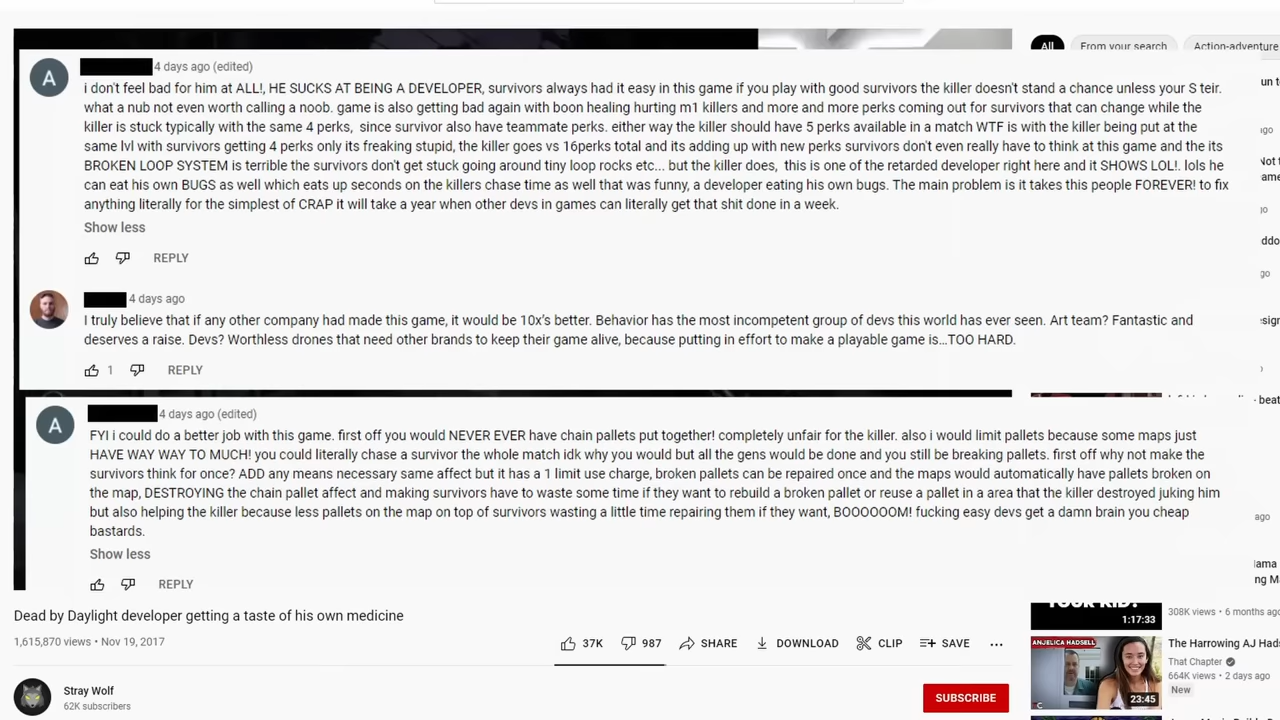 All
From your search
Action-adventure
A
4 days ago (edited)
i don't feel bad for him at ALL!, HE SUCKS AT BEING A DEVELOPER, survivors always had it easy in this game if you play with good survivors the killer doesn't stand a chance unless your S teir.
what a nub not even worth calling a noob. game is also getting bad again with boon healing hurting m1 killers and more and more perks coming out for survivors that can change while the
killer is stuck typically with the same 4 perks, since survivor also have teammate perks. either way the killer should have 5 perks available in a match WTF is with the killer being put at the
same lvl with survivors getting 4 perks only its freaking stupid, the killer goes vs 16perks total and its adding up with new perks survivors don't even really have to think at this game and the its
BROKEN LOOP SYSTEM is terrible the survivors don't get stuck going around tiny loop rocks etc... but the killer does, this is one of the retarded developer right here and it SHOWS LOL!. lols he
can eat his own BUGS as well which eats up seconds on the killers chase time as well that was funny, a developer eating his own bugs. The main problem is it takes this people FOREVER! to fix
anything literally for the simplest of CRAP it will take a year when other devs in games can literally get that shit done in a week.
Show less
REPLY
4 days ago
I truly believe that if any other company had made this game, it would be 10x's better. Behavior has the most incompetent group of devs this world has ever seen. Art team? Fantastic and
deserves a raise. Devs? Worthless drones that need other brands to keep their game alive, because putting in effort to make a playable game is...TOO HARD.
1
REPLY
A
4 days ago (edited)
FYI i could do a better job with this game. first off you would NEVER EVER have chain pallets put together! completely unfair for the killer. also i would limit pallets because some maps just
HAVE WAY WAY TO MUCH! you could literally chase a survivor the whole match idk why you would but all the gens would be done and you still be breaking pallets. first off why not make the
survivors think for once? ADD any means necessary same affect but it has a 1 limit use charge, broken pallets can be repaired once and the maps would automatically have pallets broken on
the map, DESTROYING the chain pallet affect and making survivors have to waste some time if they want to rebuild a broken pallet or reuse a pallet in a area that the killer destroyed juking him
but also helping the killer because less pallets on the map on top of survivors wasting a little time repairing them if they want, BOOOOOOM! fucking easy devs get a damn brain you cheap
bastards.
Show less
REPLY
Dead by Daylight developer getting a taste of his own medicine
1,615,870 views • Nov 19, 2017
37K
987
SHARE
DOWNLOAD
CLIP
SAVE
Stray Wolf
62K subscribers
SUBSCRIBE
1:17:33
308K views • 6 months ago
ANJELICA HADSELL
23:45
The Harrowing AJ Hads
That Chapter
664K views • 2 days ago
New